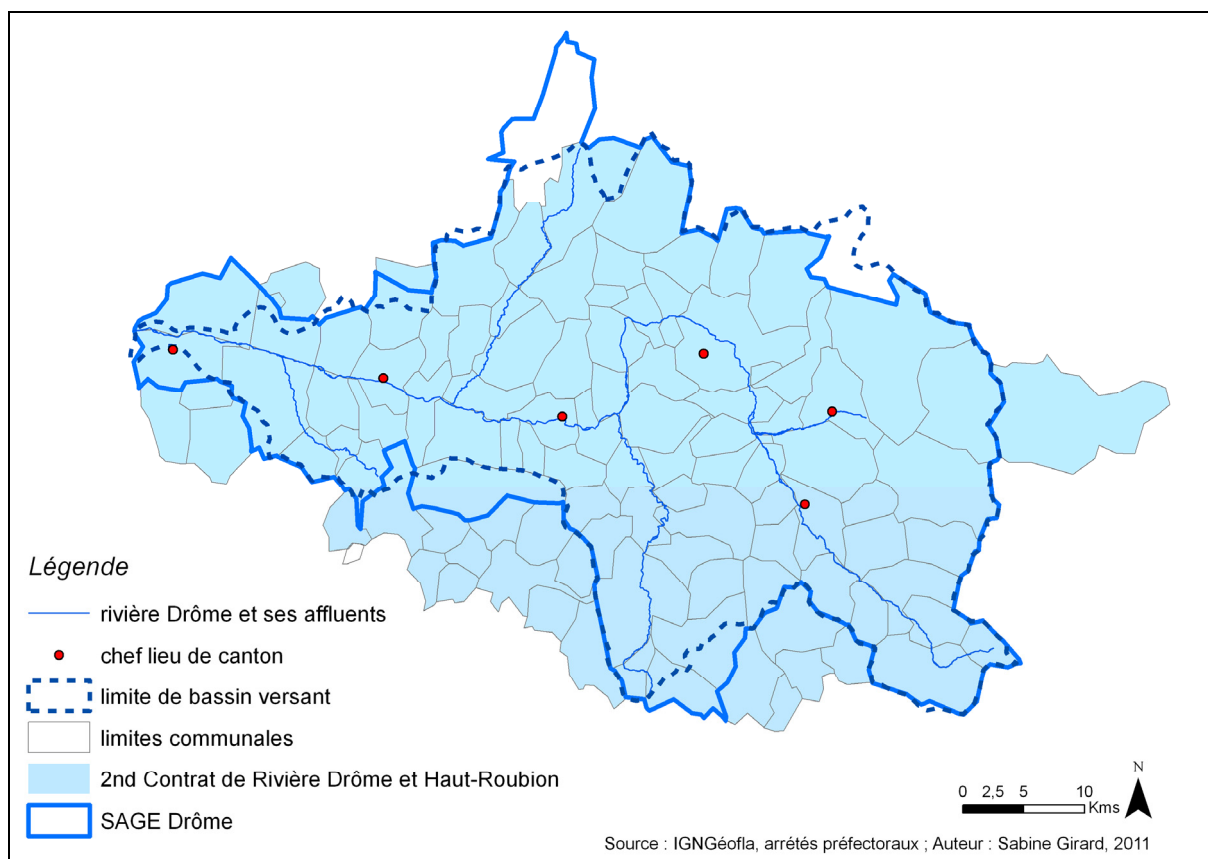 Légende
rivière Drôme et ses affluents
chef lieu de canton
limite de bassin versant
limites communales
2nd Contrat de Rivière Drôme et Haut-Roubion
SAGE Drôme
N
0 2,5 5 10
Kms
Source : IGNGéofla, arrétés préfectoraux ; Auteur : Sabine Girard, 2011